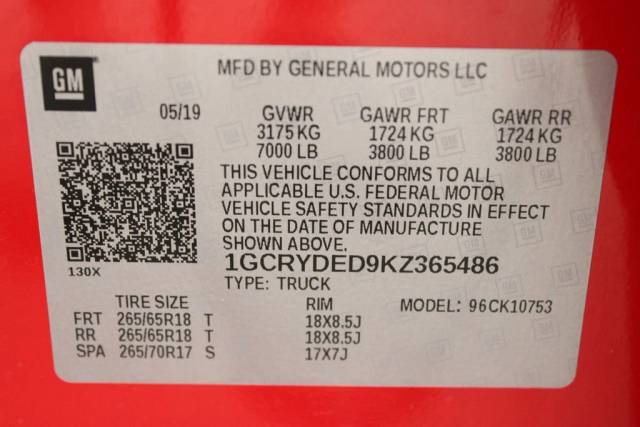 GM
MFD BY GENERAL MOTORS LLC
05/19 GVWR GAWR FRT GAWR RR
3175 KG 1724 KG 1724 KG
7000 LB 3800 LB 3800 LB
THIS VEHICLE CONFORMS TO ALL
APPLICABLE U.S. FEDERAL MOTOR
VEHICLE SAFETY STANDARDS IN EFFECT
ON THE DATE OF MANUFACTURE
SHOWN ABOVE.
130X
1GCRYDED9KZ365486
TYPE: TRUCK
TIRE SIZE RIM MODEL: 96CK10753
FRT 265/65R18 T 18X8.5J
RR 265/65R18 T 18X8.5J
SPA 265/70R17 S 17X7J